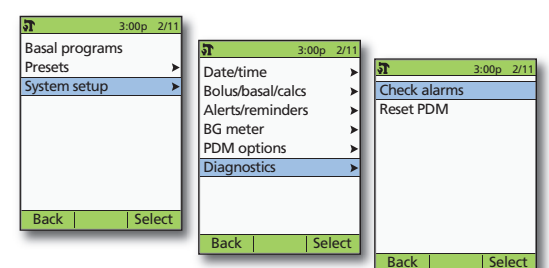 3:00p 2/11
Basal programs
Presets
System setup
Back Select
3:00p 2/11
Date/time
Bolus/basal/calcs
Alerts/reminders
BG meter
PDM options
Diagnostics
Back Select
3:00p 2/11
Check alarms
Reset PDM
Back Select